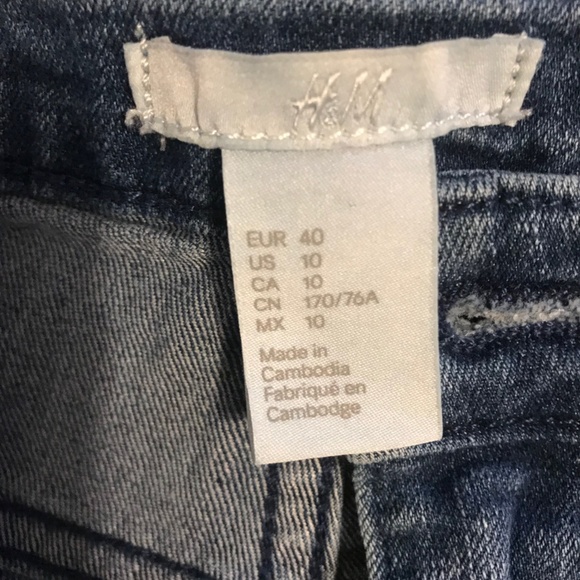 H&M
EUR 40
US 10
CA 10
CN 170/76A
MX 10
Made in
Cambodia
Fabriqué en
Cambodge